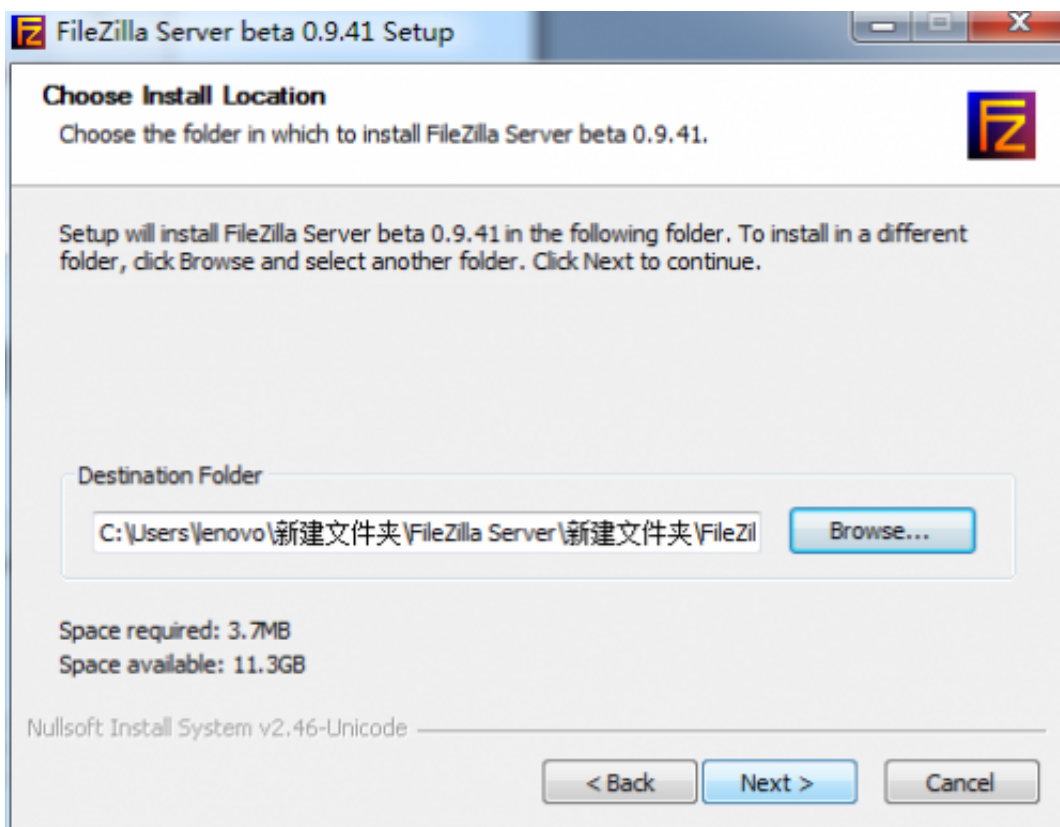 FileZilla Server beta 0.9.41 Setup
Choose Install Location
Choose the folder in which to install FileZilla Server beta 0.9.41.
Setup will install FileZilla Server beta 0.9.41 in the following folder. To install in a different
folder, click Browse and select another folder. Click Next to continue.
Destination Folder
C:\Users\lenovo\新建文件夹\FileZilla Server\新建文件夹\FileZil
Browse...
Space required: 3.7MB
Space available: 11.3GB
Nullsoft Install System v2.46-Unicode
< Back
Next >
Cancel